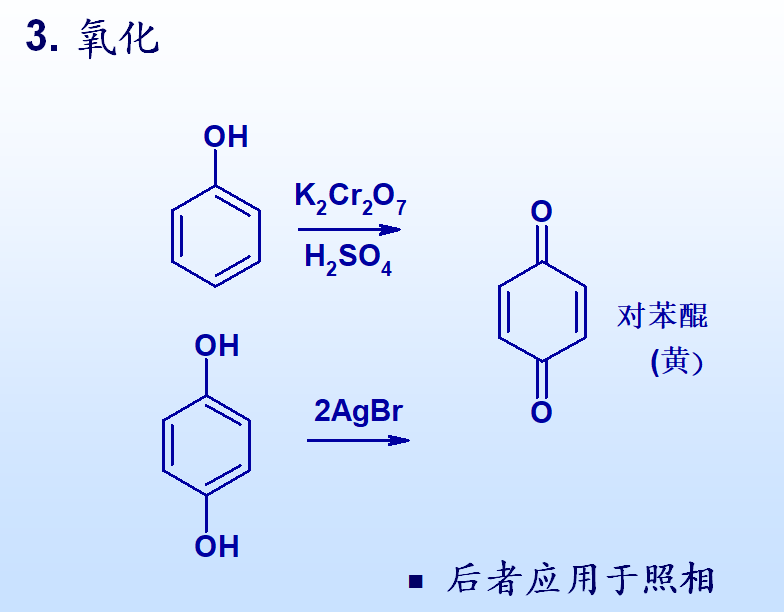 3. 氧化
OH
K₂Cr₂O₇
H₂SO₄
O
对苯醌
(黄)
O
OH
2AgBr
OH
■ 后者应用于照相